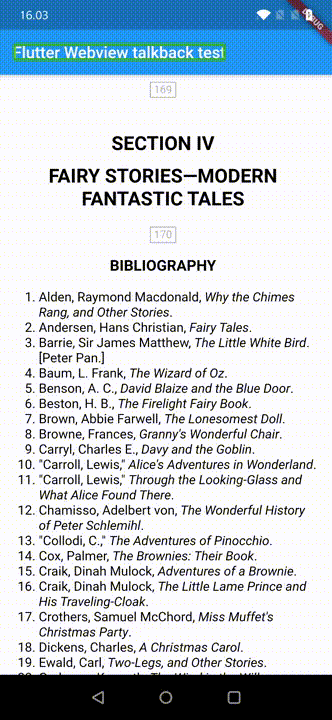 16.03
DEBUG
Flutter Webview talkback test
169
SECTION IV
FAIRY STORIES—MODERN
FANTASTIC TALES
170
BIBLIOGRAPHY
1. Alden, Raymond Macdonald, Why the Chimes
Rang, and Other Stories.
2. Andersen, Hans Christian, Fairy Tales.
3. Barrie, Sir James Matthew, The Little White Bird.
[Peter Pan.]
4. Baum, L. Frank, The Wizard of Oz.
5. Benson, A. C., David Blaize and the Blue Door.
6. Beston, H. B., The Firelight Fairy Book.
7. Brown, Abbie Farwell, The Lonesomest Doll.
8. Browne, Frances, Granny's Wonderful Chair.
9. Carryl, Charles E., Davy and the Goblin.
10. "Carroll, Lewis," Alice's Adventures in Wonderland.
11. "Carroll, Lewis," Through the Looking-Glass and
What Alice Found There.
12. Chamisso, Adelbert von, The Wonderful History
of Peter Schlemihl.
13. "Collodi, C.," The Adventures of Pinocchio.
14. Cox, Palmer, The Brownies: Their Book.
15. Craik, Dinah Mulock, Adventures of a Brownie.
16. Craik, Dinah Mulock, The Little Lame Prince and
His Traveling-Cloak.
17. Crothers, Samuel McChord, Miss Muffet's
Christmas Party.
18. Dickens, Charles, A Christmas Carol.
19. Ewald, Carl, Two-Legs, and Other Stories.